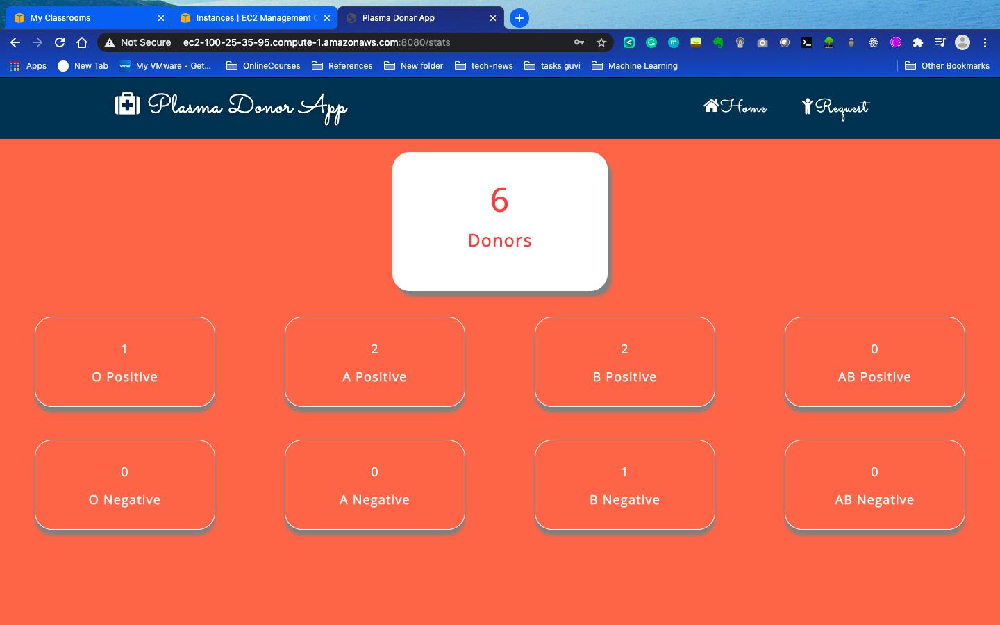 My Classrooms
Instances | EC2 Management C
Plasma Donar App
Not Secure
ec2-100-25-35-95.compute-1.amazonaws.com:8080/stats
Apps
New Tab
vmw
My VMware - Get...
OnlineCourses
References
New folder
tech-news
tasks guvi
Machine Learning
Other Bookmarks
Plasma Donor App
Home
Request
6
Donors
1
O Positive
2
A Positive
2
B Positive
0
AB Positive
0
O Negative
0
A Negative
1
B Negative
0
AB Negative